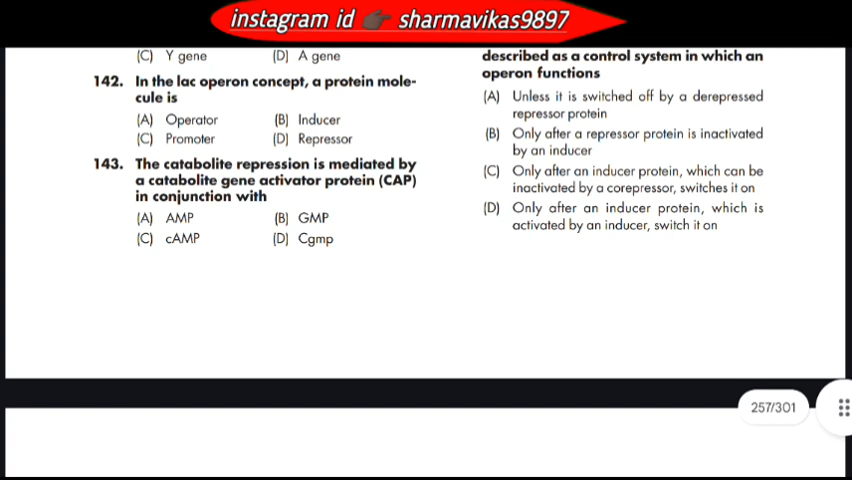 instagram id sharmavikas9897
(C) Y gene (D) A gene
142. In the lac operon concept, a protein mole-
cule is
(A) Operator (B) Inducer
(C) Promoter (D) Repressor
143. The catabolite repression is mediated by
a catabolite gene activator protein (CAP)
in conjunction with
(A) AMP (B) GMP
(C) cAMP (D) Cgmp
described as a control system in which an
operon functions
(A) Unless it is switched off by a derepressed
repressor protein
(B) Only after a repressor protein is inactivated
by an inducer
(C) Only after an inducer protein, which can be
inactivated by a corepressor, switches it on
(D) Only after an inducer protein, which is
activated by an inducer, switch it on
257/301